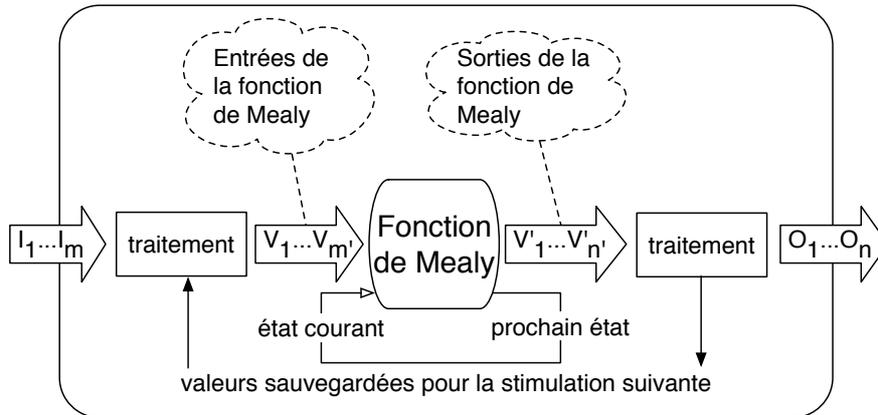 Entrées de
la fonction
de Mealy
Sorties de la
fonction de
Mealy
I1...Im
traitement
V1...Vm'
Fonction
de Mealy
V'1...V'n'
traitement
O1...On
état courant
prochain état
valeurs sauvegardées pour la stimulation suivante